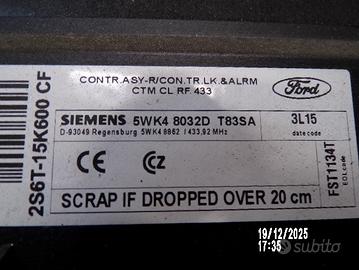 CONTR.ASY-R/CON.TR.LK.&ALRM
CTM CL RF. 433
Ford
SIEMENS 5WK4 8032D T83SA
D-93049 Regensburg 5WK4 8862 / 433,92 MHz
3L15
date code
2S6T-15K600 CF
CE CZ
FST1134T
EOL code
SCRAP IF DROPPED OVER 20 cm
19/12/2025
17:35
subito